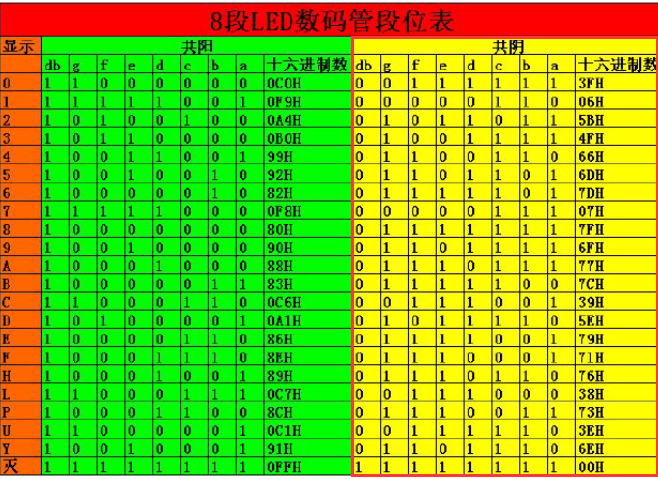 8段LED数码管段位表
显示 共阳 共阴
db g f e d c b a 十六进制数 db g f e d c b a 十六进制数
0 1 1 0 0 0 0 0 0 0C0H 0 0 1 1 1 1 1 1 3FH
1 1 1 1 1 1 0 0 1 0F9H 0 0 0 0 0 1 1 0 06H
2 1 0 1 0 0 1 0 0 0A4H 0 1 0 1 1 0 1 1 5BH
3 1 0 1 1 0 0 0 0 0B0H 0 1 0 0 1 1 1 1 4FH
4 1 0 0 1 1 0 0 1 99H 0 1 1 0 0 1 1 0 66H
5 1 0 0 1 0 0 1 0 92H 0 1 1 0 1 1 0 1 6DH
6 1 0 0 0 0 0 1 0 82H 0 1 1 1 1 1 0 1 7DH
7 1 1 1 1 1 0 0 0 0F8H 0 0 0 0 0 1 1 1 07H
8 1 0 0 0 0 0 0 0 80H 0 1 1 1 1 1 1 1 7FH
9 1 0 0 1 0 0 0 0 90H 0 1 1 0 1 1 1 1 6FH
A 1 0 0 0 1 0 0 0 88H 0 1 1 1 0 1 1 1 77H
B 1 0 0 0 0 0 1 1 83H 0 1 1 1 1 1 0 0 7CH
C 1 1 0 0 0 1 1 0 0C6H 0 0 1 1 1 0 0 1 39H
D 1 0 1 0 0 0 0 1 0A1H 0 1 0 1 1 1 1 0 5EH
E 1 0 0 0 0 1 1 0 86H 0 1 1 1 1 0 0 1 79H
F 1 0 0 0 1 1 1 0 8EH 0 1 1 1 0 0 0 1 71H
H 1 0 0 0 1 0 0 1 89H 0 1 1 1 0 1 1 0 76H
L 1 1 0 0 0 1 1 1 0C7H 0 0 1 1 1 0 0 0 38H
P 1 0 0 0 1 1 0 0 8CH 0 1 1 1 0 0 1 1 73H
U 1 1 0 0 0 0 0 1 0C1H 0 0 1 1 1 1 1 0 3EH
Y 1 0 0 1 0 0 0 1 91H 0 1 1 0 1 1 1 0 6EH
灭 1 1 1 1 1 1 1 1 0FFH 1 1 1 1 1 1 1 1 00H